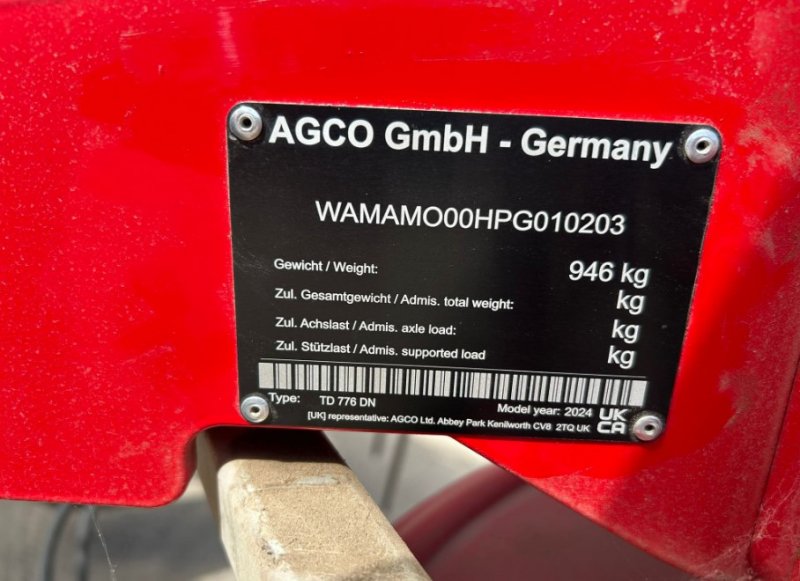 AGCO GmbH - Germany
WAMAMO00HPG010203
Gewicht / Weight: 946 kg
Zul. Gesamtgewicht / Admis. total weight: kg
Zul. Achslast / Admis. axle load: kg
Zul. Stützlast / Admis. supported load kg
Type: TD 776 DN Model year: 2024 UK
[UK] representative: AGCO Ltd. Abbey Park Kenilworth CV8 2TQ UK CA